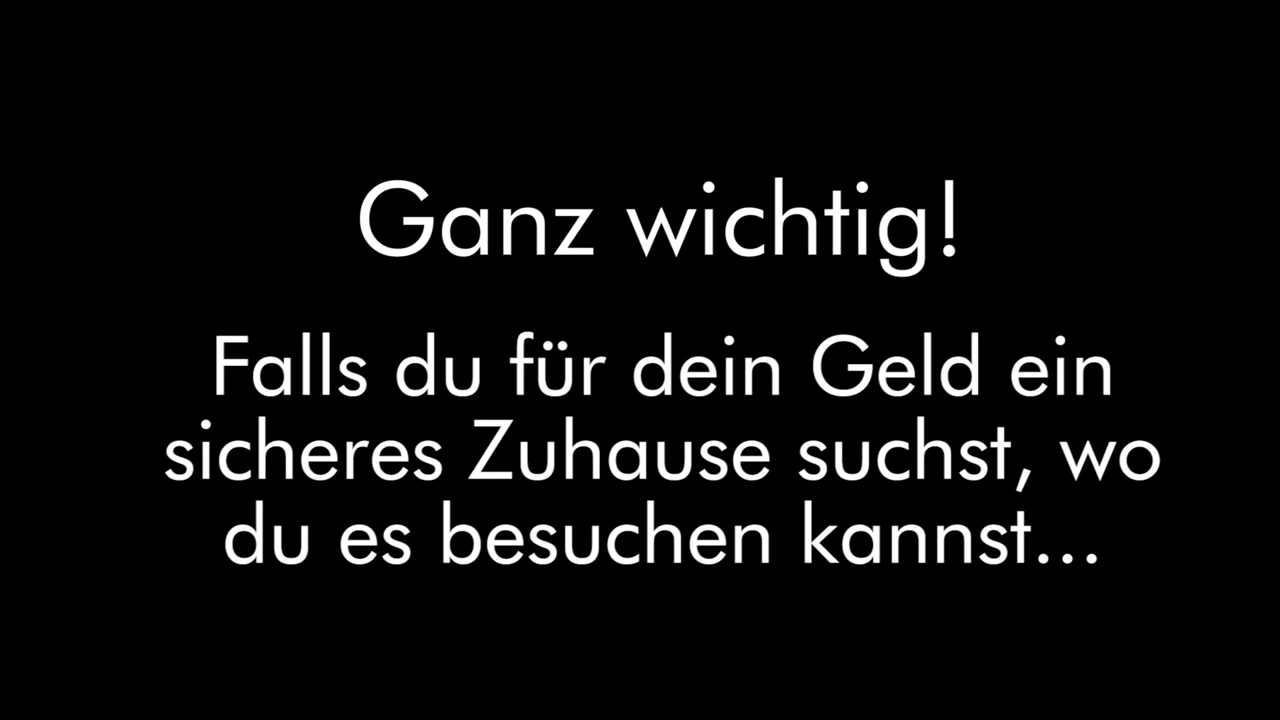 Ganz wichtig!
Falls du für dein Geld ein
sicheres Zuhause suchst, wo
du es besuchen kannst...